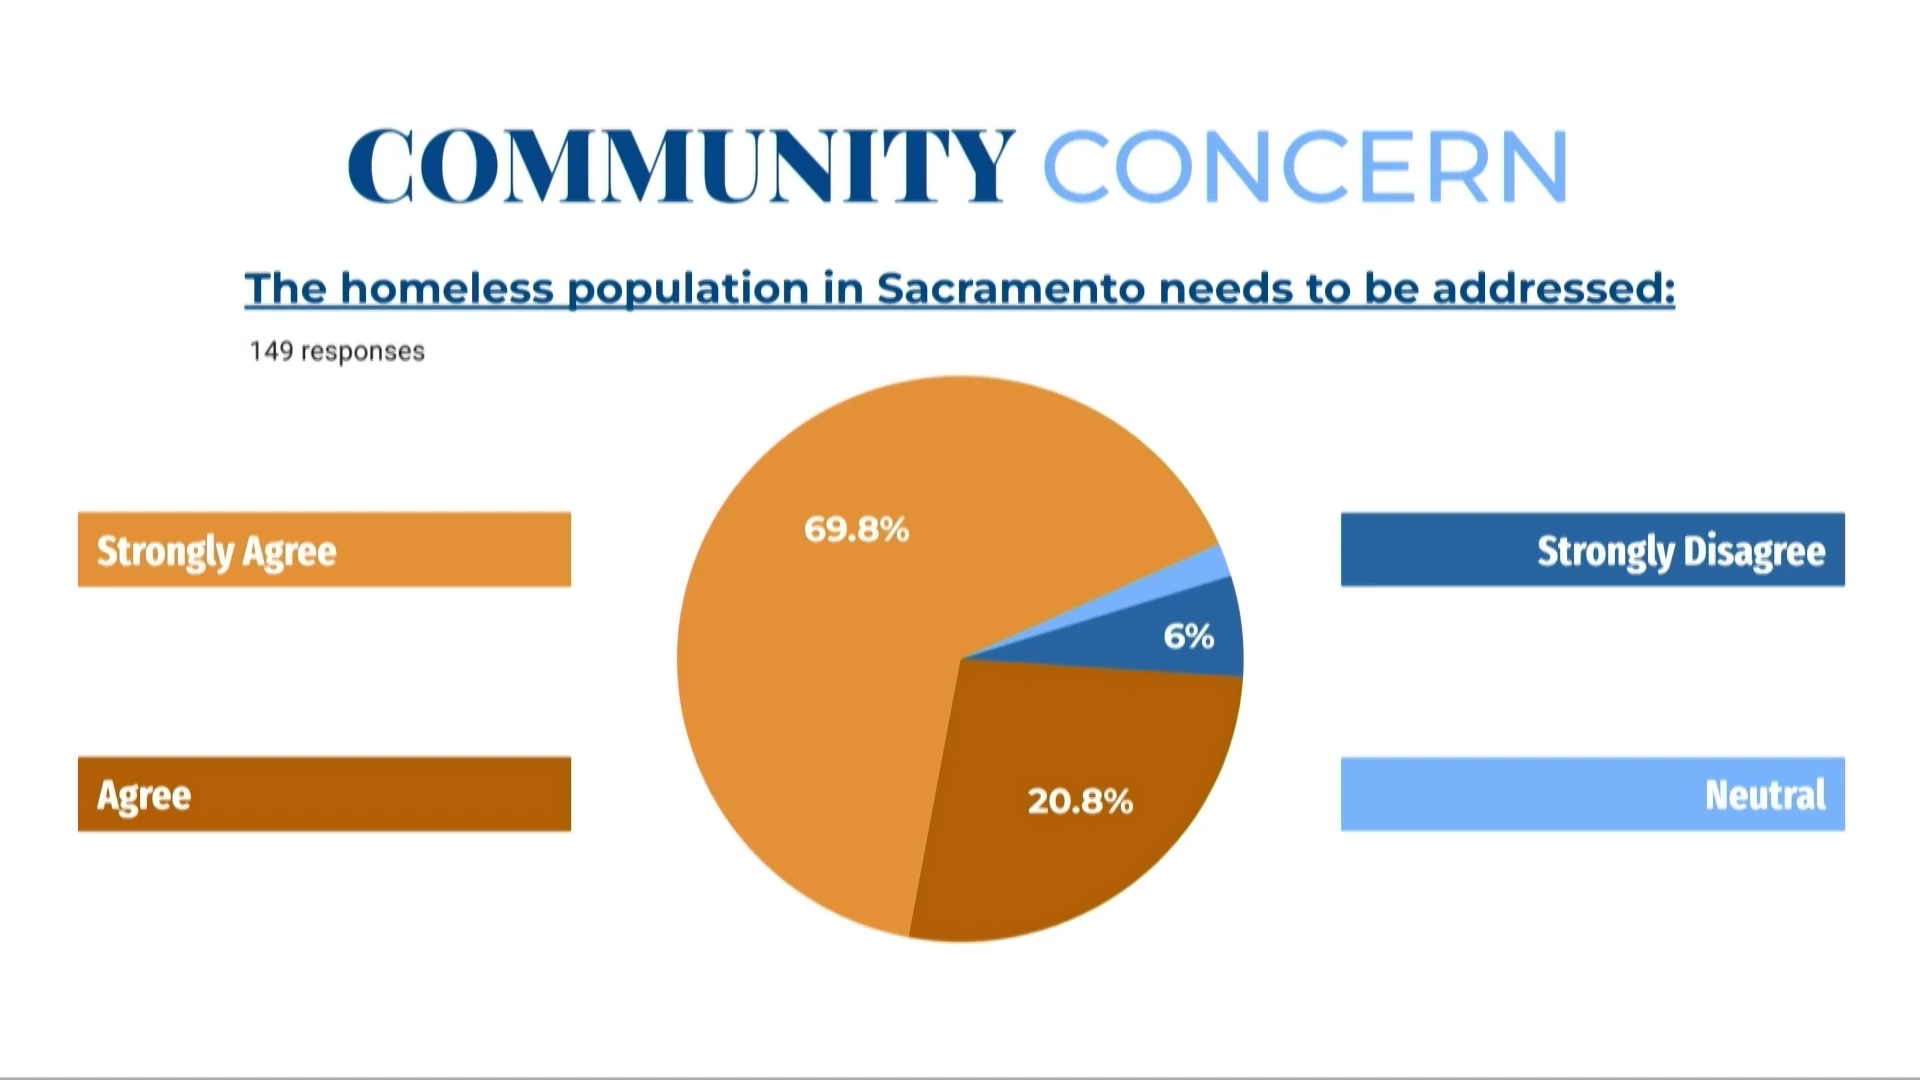 COMMUNITY CONCERN
The homeless population in Sacramento needs to be addressed:
149 responses
69.8%
Strongly Agree
Strongly Disagree
6%
Agree
20.8%
Neutral